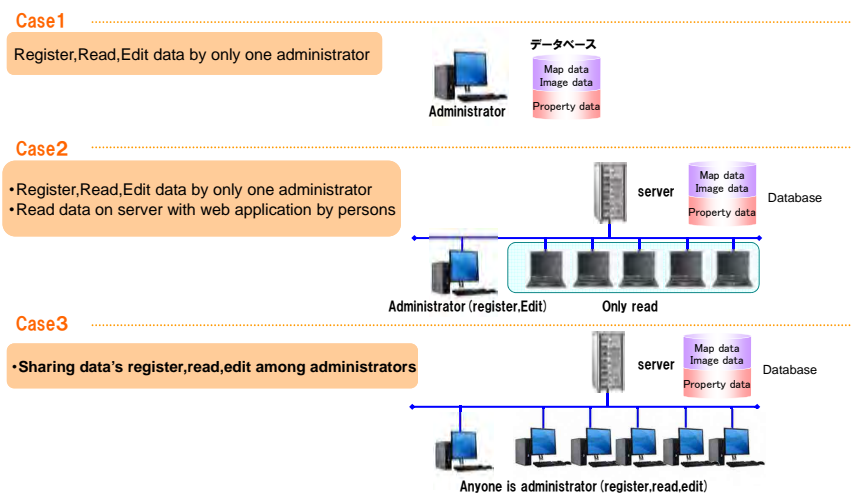 Case1
Register,Read,Edit data by only one administrator
データベース
Map data
Image data
Property data
Administrator
Case2
・Register,Read,Edit data by only one administrator
・Read data on server with web application by persons
server
Map data
Image data
Property data
Database
Administrator（register,Edit）
Only read
Case3
・Sharing data's register,read,edit among administrators
server
Map data
Image data
Property data
Database
Anyone is administrator（register,read,edit）